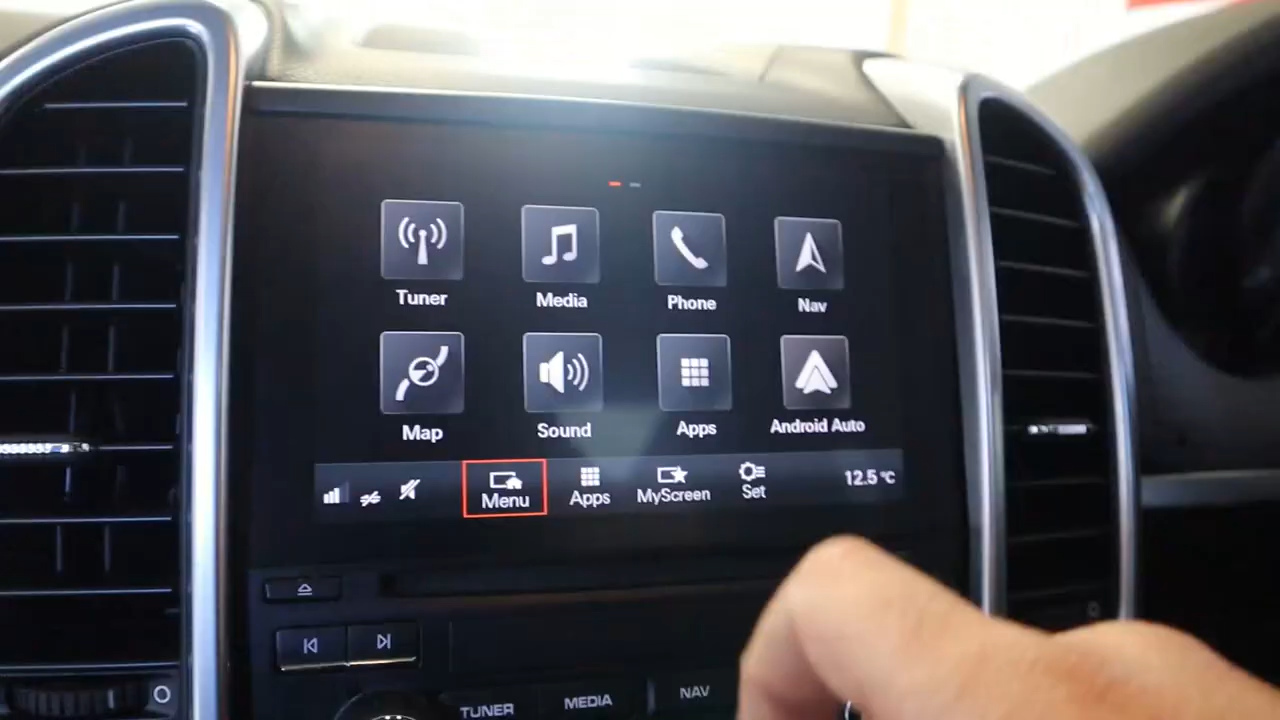 Tuner Media Phone Nav
Map Sound Apps Android Auto
Menu Apps MyScreen Set 12.5 °C
TUNER MEDIA NAV